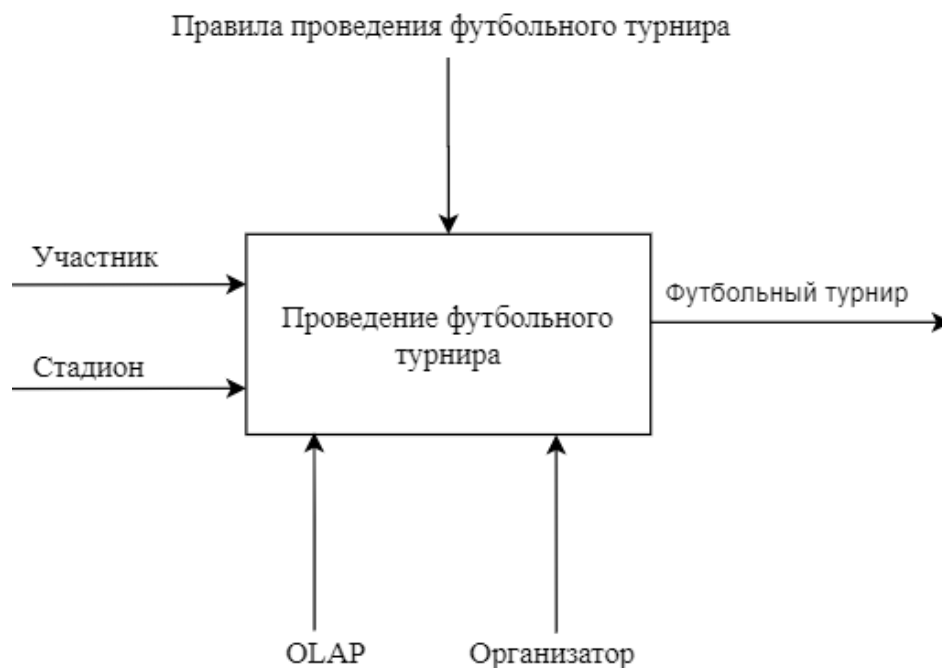 Правила проведения футбольного турнира
Участник
Стадион
Проведение футбольного
турнира
Футбольный турнир
OLAP
Организатор